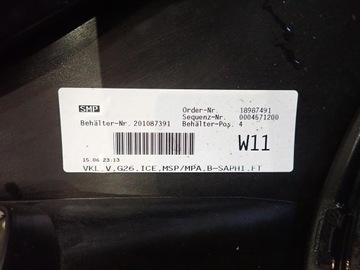 SMP
Order-Nr. 18987491
Sequenz-Nr. 0004571200
Behälter-Nr. 201087391 Behälter-Pos. 4
W11
15.06 23:13
VKL_V,G26,ICE,MSP/MPA,B-SAPHI,FT